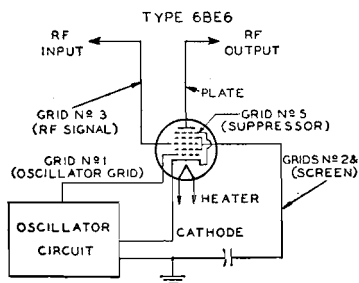 TYPE 6BE6
RF
INPUT
RF
OUTPUT
PLATE
GRID Nº 3
(RF SIGNAL)
GRID Nº 5
(SUPPRESSOR)
GRID Nº 1
(OSCILLATOR GRID)
GRIDS Nº 2&
(SCREEN)
HEATER
CATHODE
OSCILLATOR
CIRCUIT